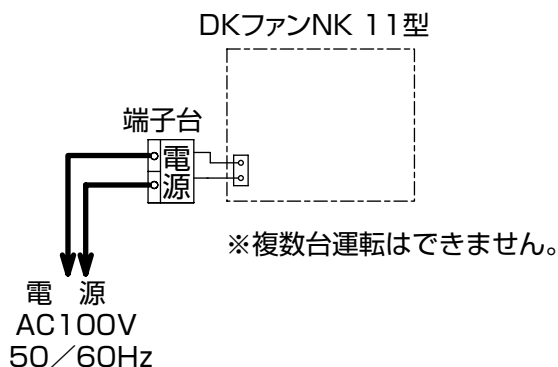 DKファンNK 11型
端子台
電
源
※複数台運転はできません。
電 源
AC100V
50／60Hz